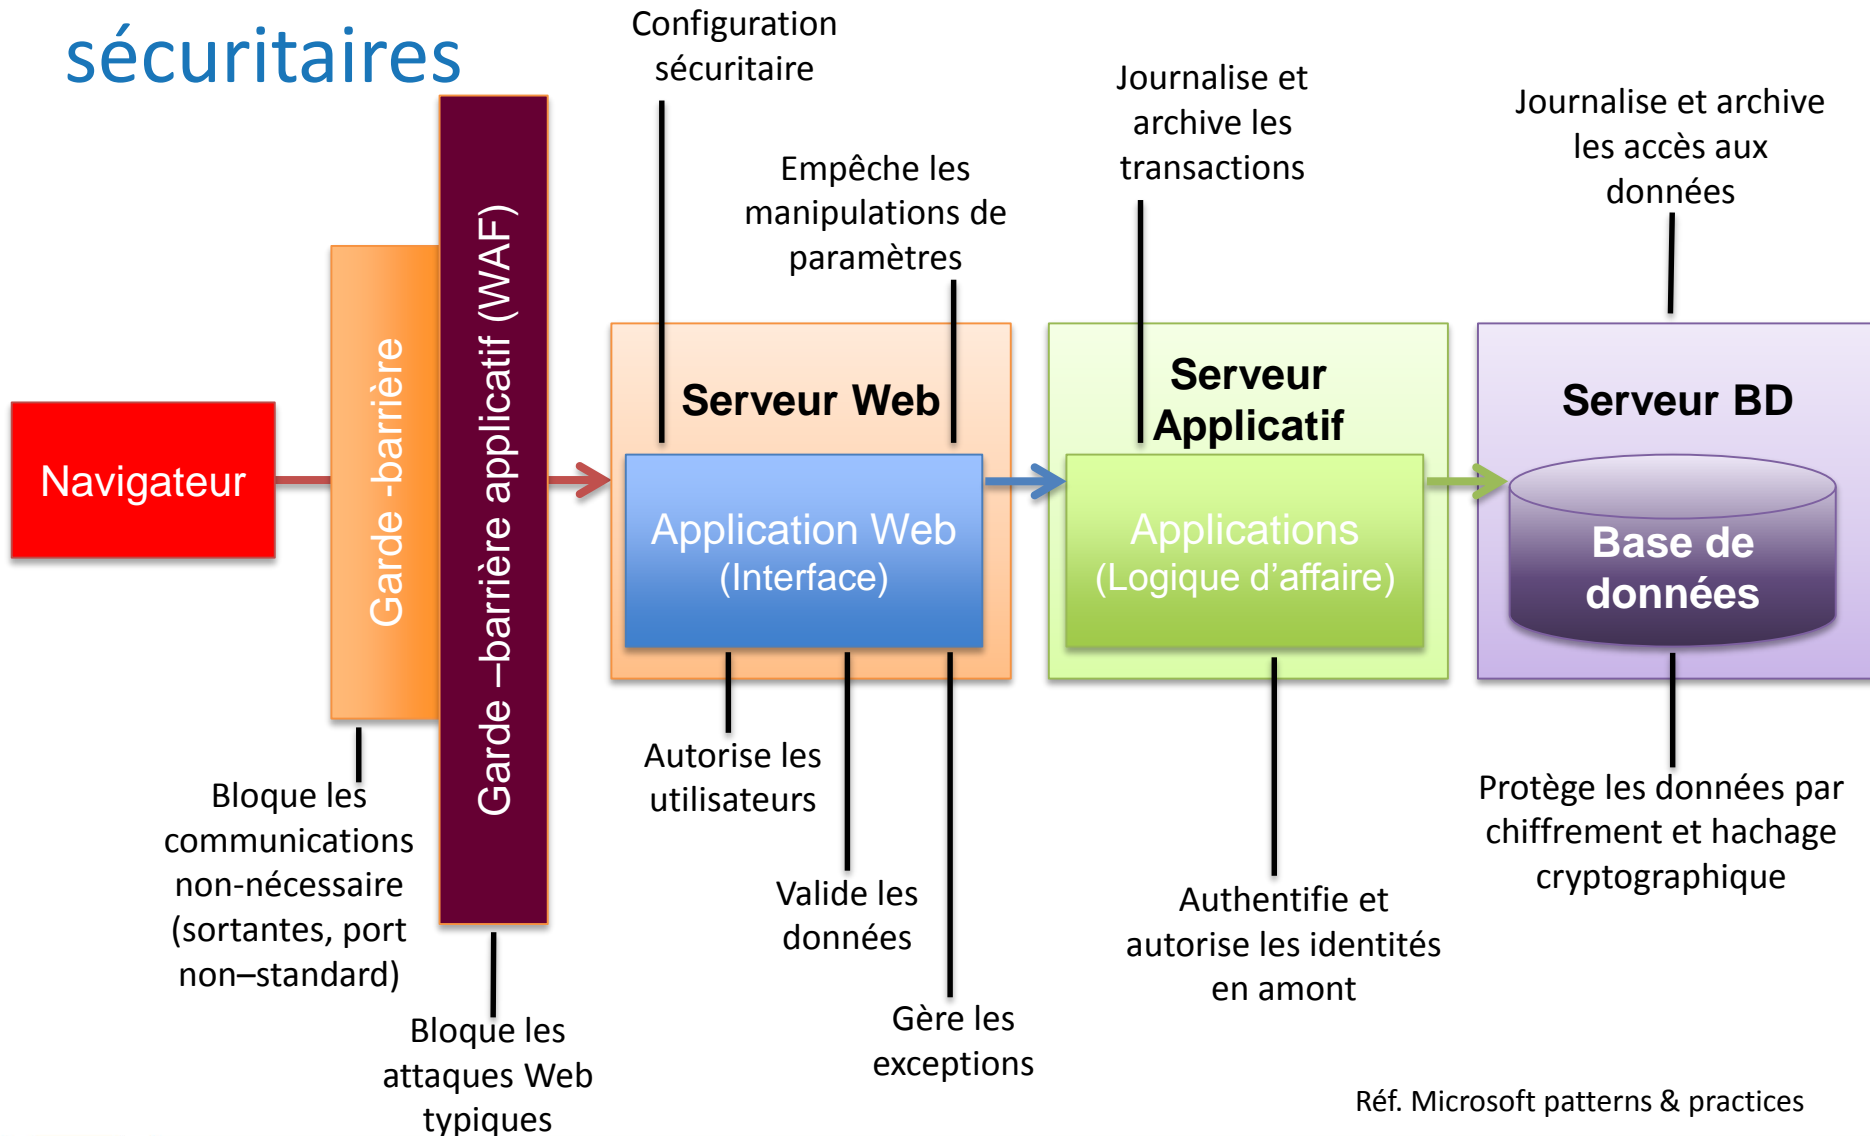 sécuritaires
Configuration
sécuritaire
Journalise et
archive les
transactions
Journalise et archive
les accès aux
données
Empêche les
manipulations de
paramètres
Navigateur
Garde -barrière
Garde –barrière applicatif (WAF)
Serveur Web
Application Web
(Interface)
Serveur
Applicatif
Applications
(Logique d’affaire)
Serveur BD
Base de
données
Bloque les
communications
non-nécessaire
(sortantes, port
non–standard)
Bloque les
attaques Web
typiques
Autorise les
utilisateurs
Valide les
données
Gère les
exceptions
Authentifie et
autorise les identités
en amont
Protège les données par
chiffrement et hachage
cryptographique
Réf. Microsoft patterns & practices